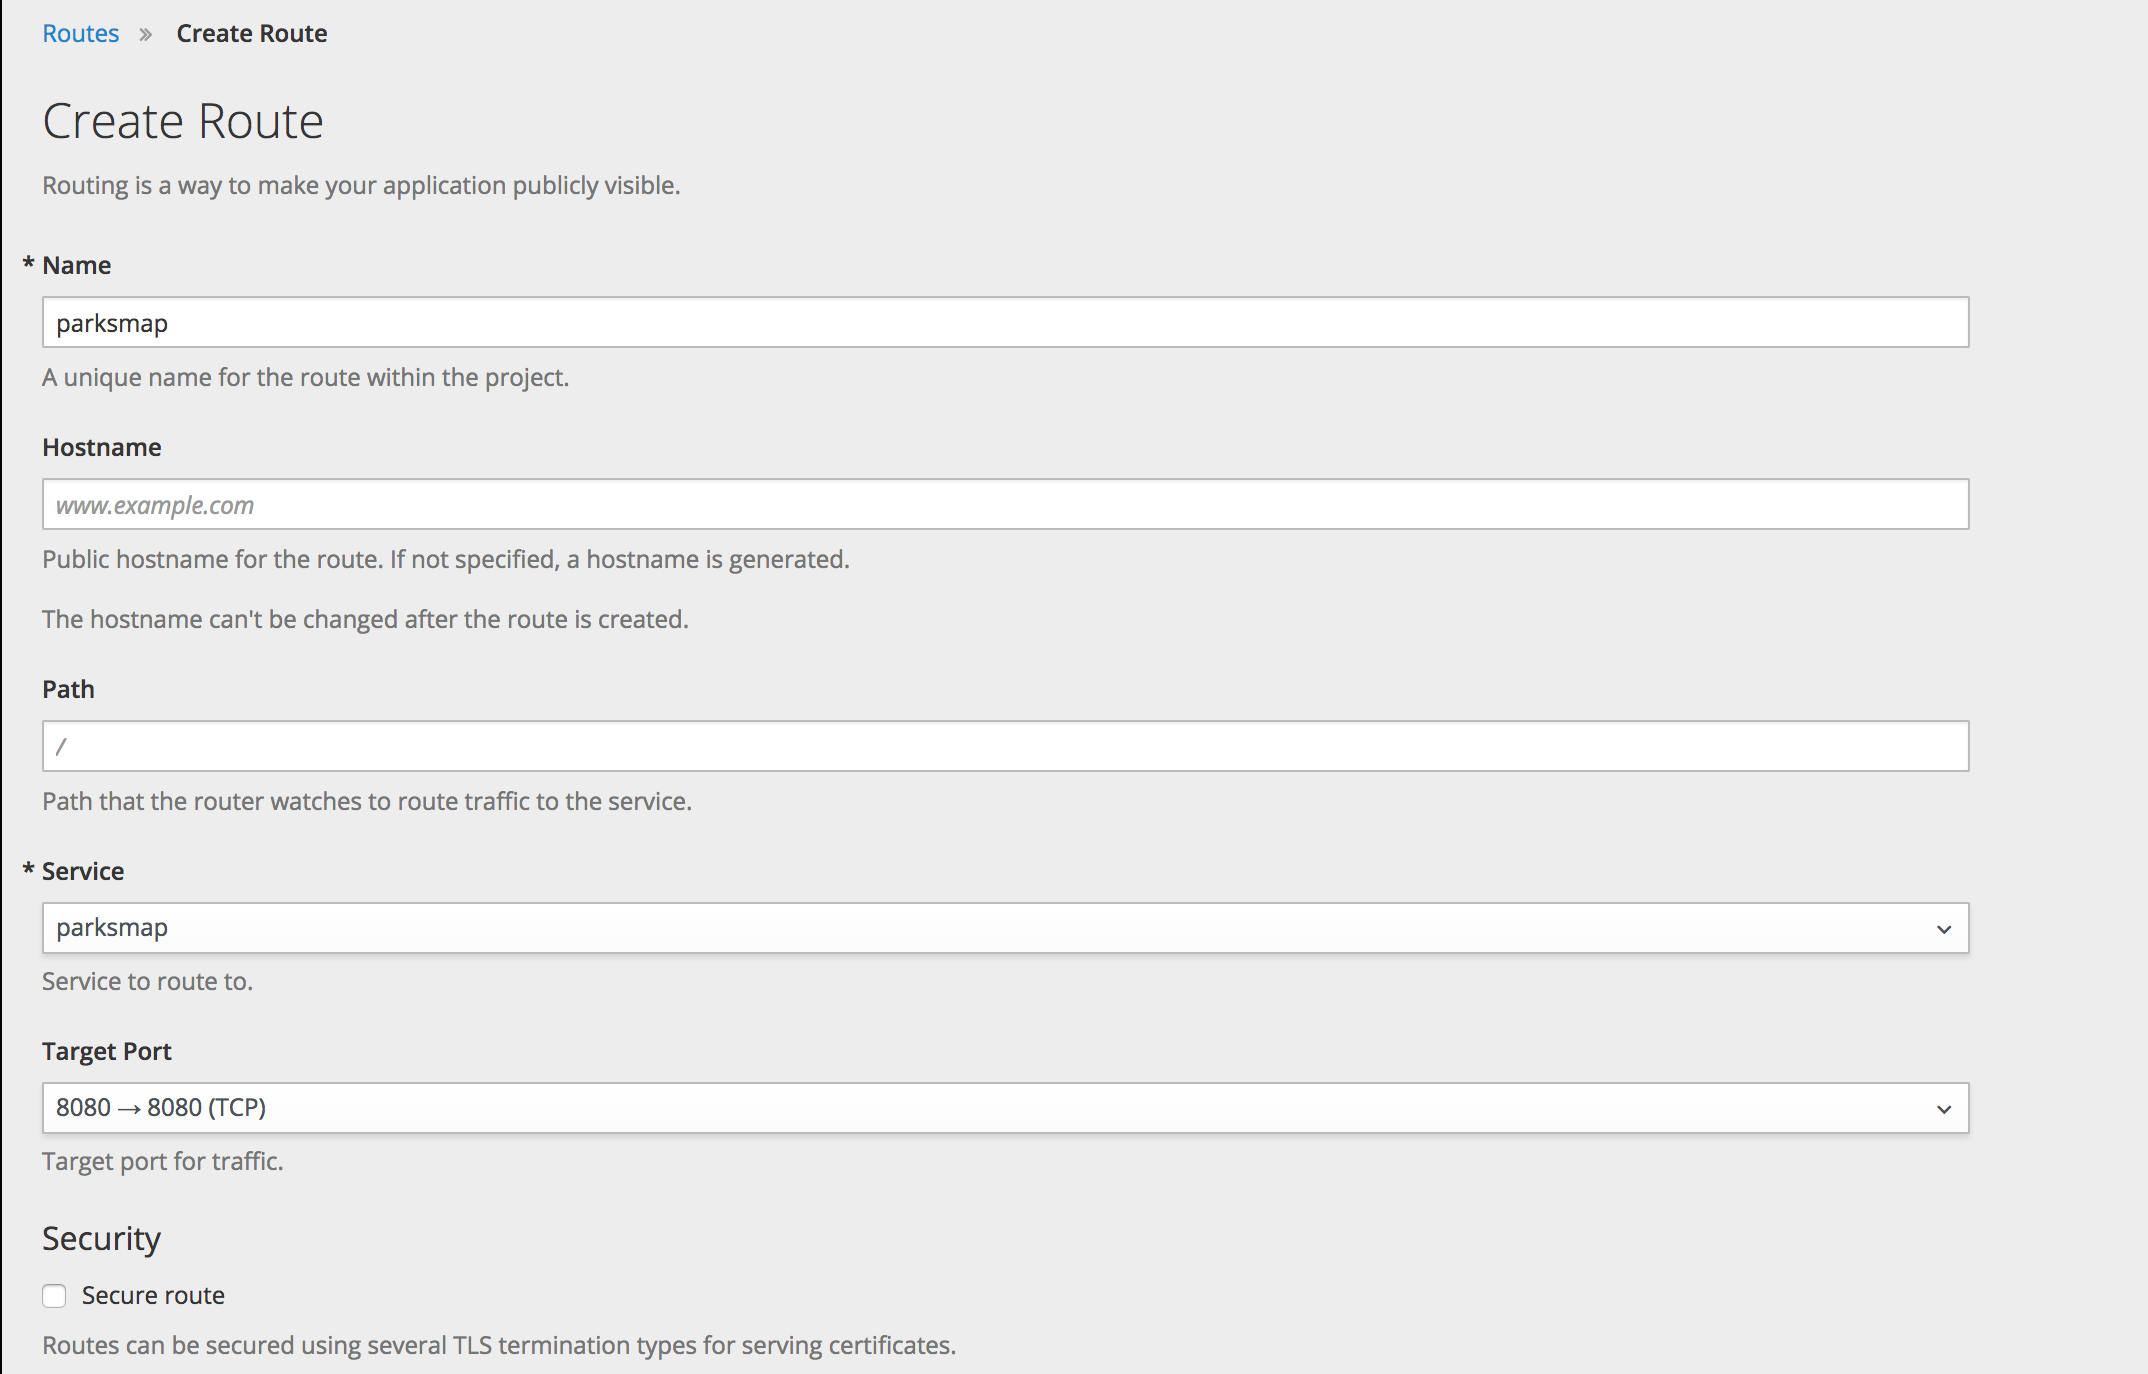 Routes » Create Route
Create Route
Routing is a way to make your application publicly visible.
* Name
parksmap
A unique name for the route within the project.
Hostname
www.example.com
Public hostname for the route. If not specified, a hostname is generated.
The hostname can't be changed after the route is created.
Path
/
Path that the router watches to route traffic to the service.
* Service
parksmap
Service to route to.
Target Port
8080 → 8080 (TCP)
Target port for traffic.
Security
Secure route
Routes can be secured using several TLS termination types for serving certificates.